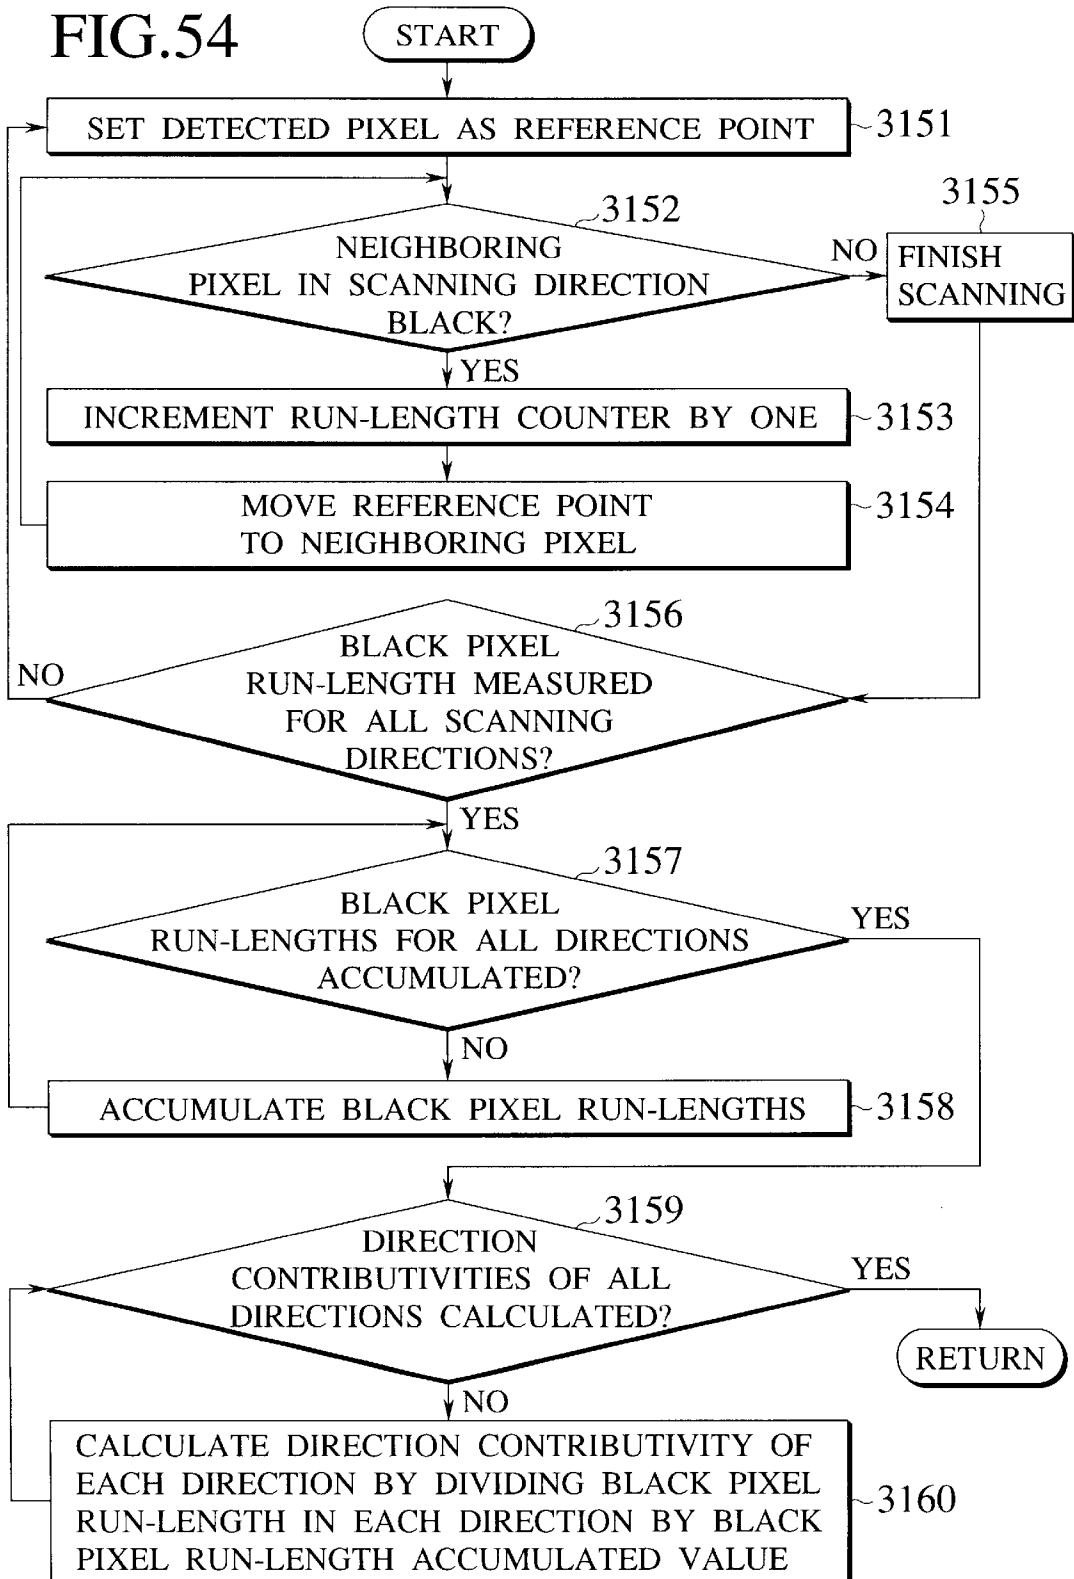 FIG.54
START
SET DETECTED PIXEL AS REFERENCE POINT
3151
3152
NEIGHBORING
PIXEL IN SCANNING DIRECTION
BLACK?
NO
3155
FINISH
SCANNING
YES
INCREMENT RUN-LENGTH COUNTER BY ONE
3153
MOVE REFERENCE POINT
TO NEIGHBORING PIXEL
3154
3156
BLACK PIXEL
RUN-LENGTH MEASURED
FOR ALL SCANNING
DIRECTIONS?
NO
YES
3157
BLACK PIXEL
RUN-LENGTHS FOR ALL DIRECTIONS
ACCUMULATED?
YES
NO
ACCUMULATE BLACK PIXEL RUN-LENGTHS
3158
3159
DIRECTION
CONTRIBUTIVITIES OF ALL
DIRECTIONS CALCULATED?
YES
RETURN
NO
CALCULATE DIRECTION CONTRIBUTIVITY OF
EACH DIRECTION BY DIVIDING BLACK PIXEL
RUN-LENGTH IN EACH DIRECTION BY BLACK
PIXEL RUN-LENGTH ACCUMULATED VALUE
3160